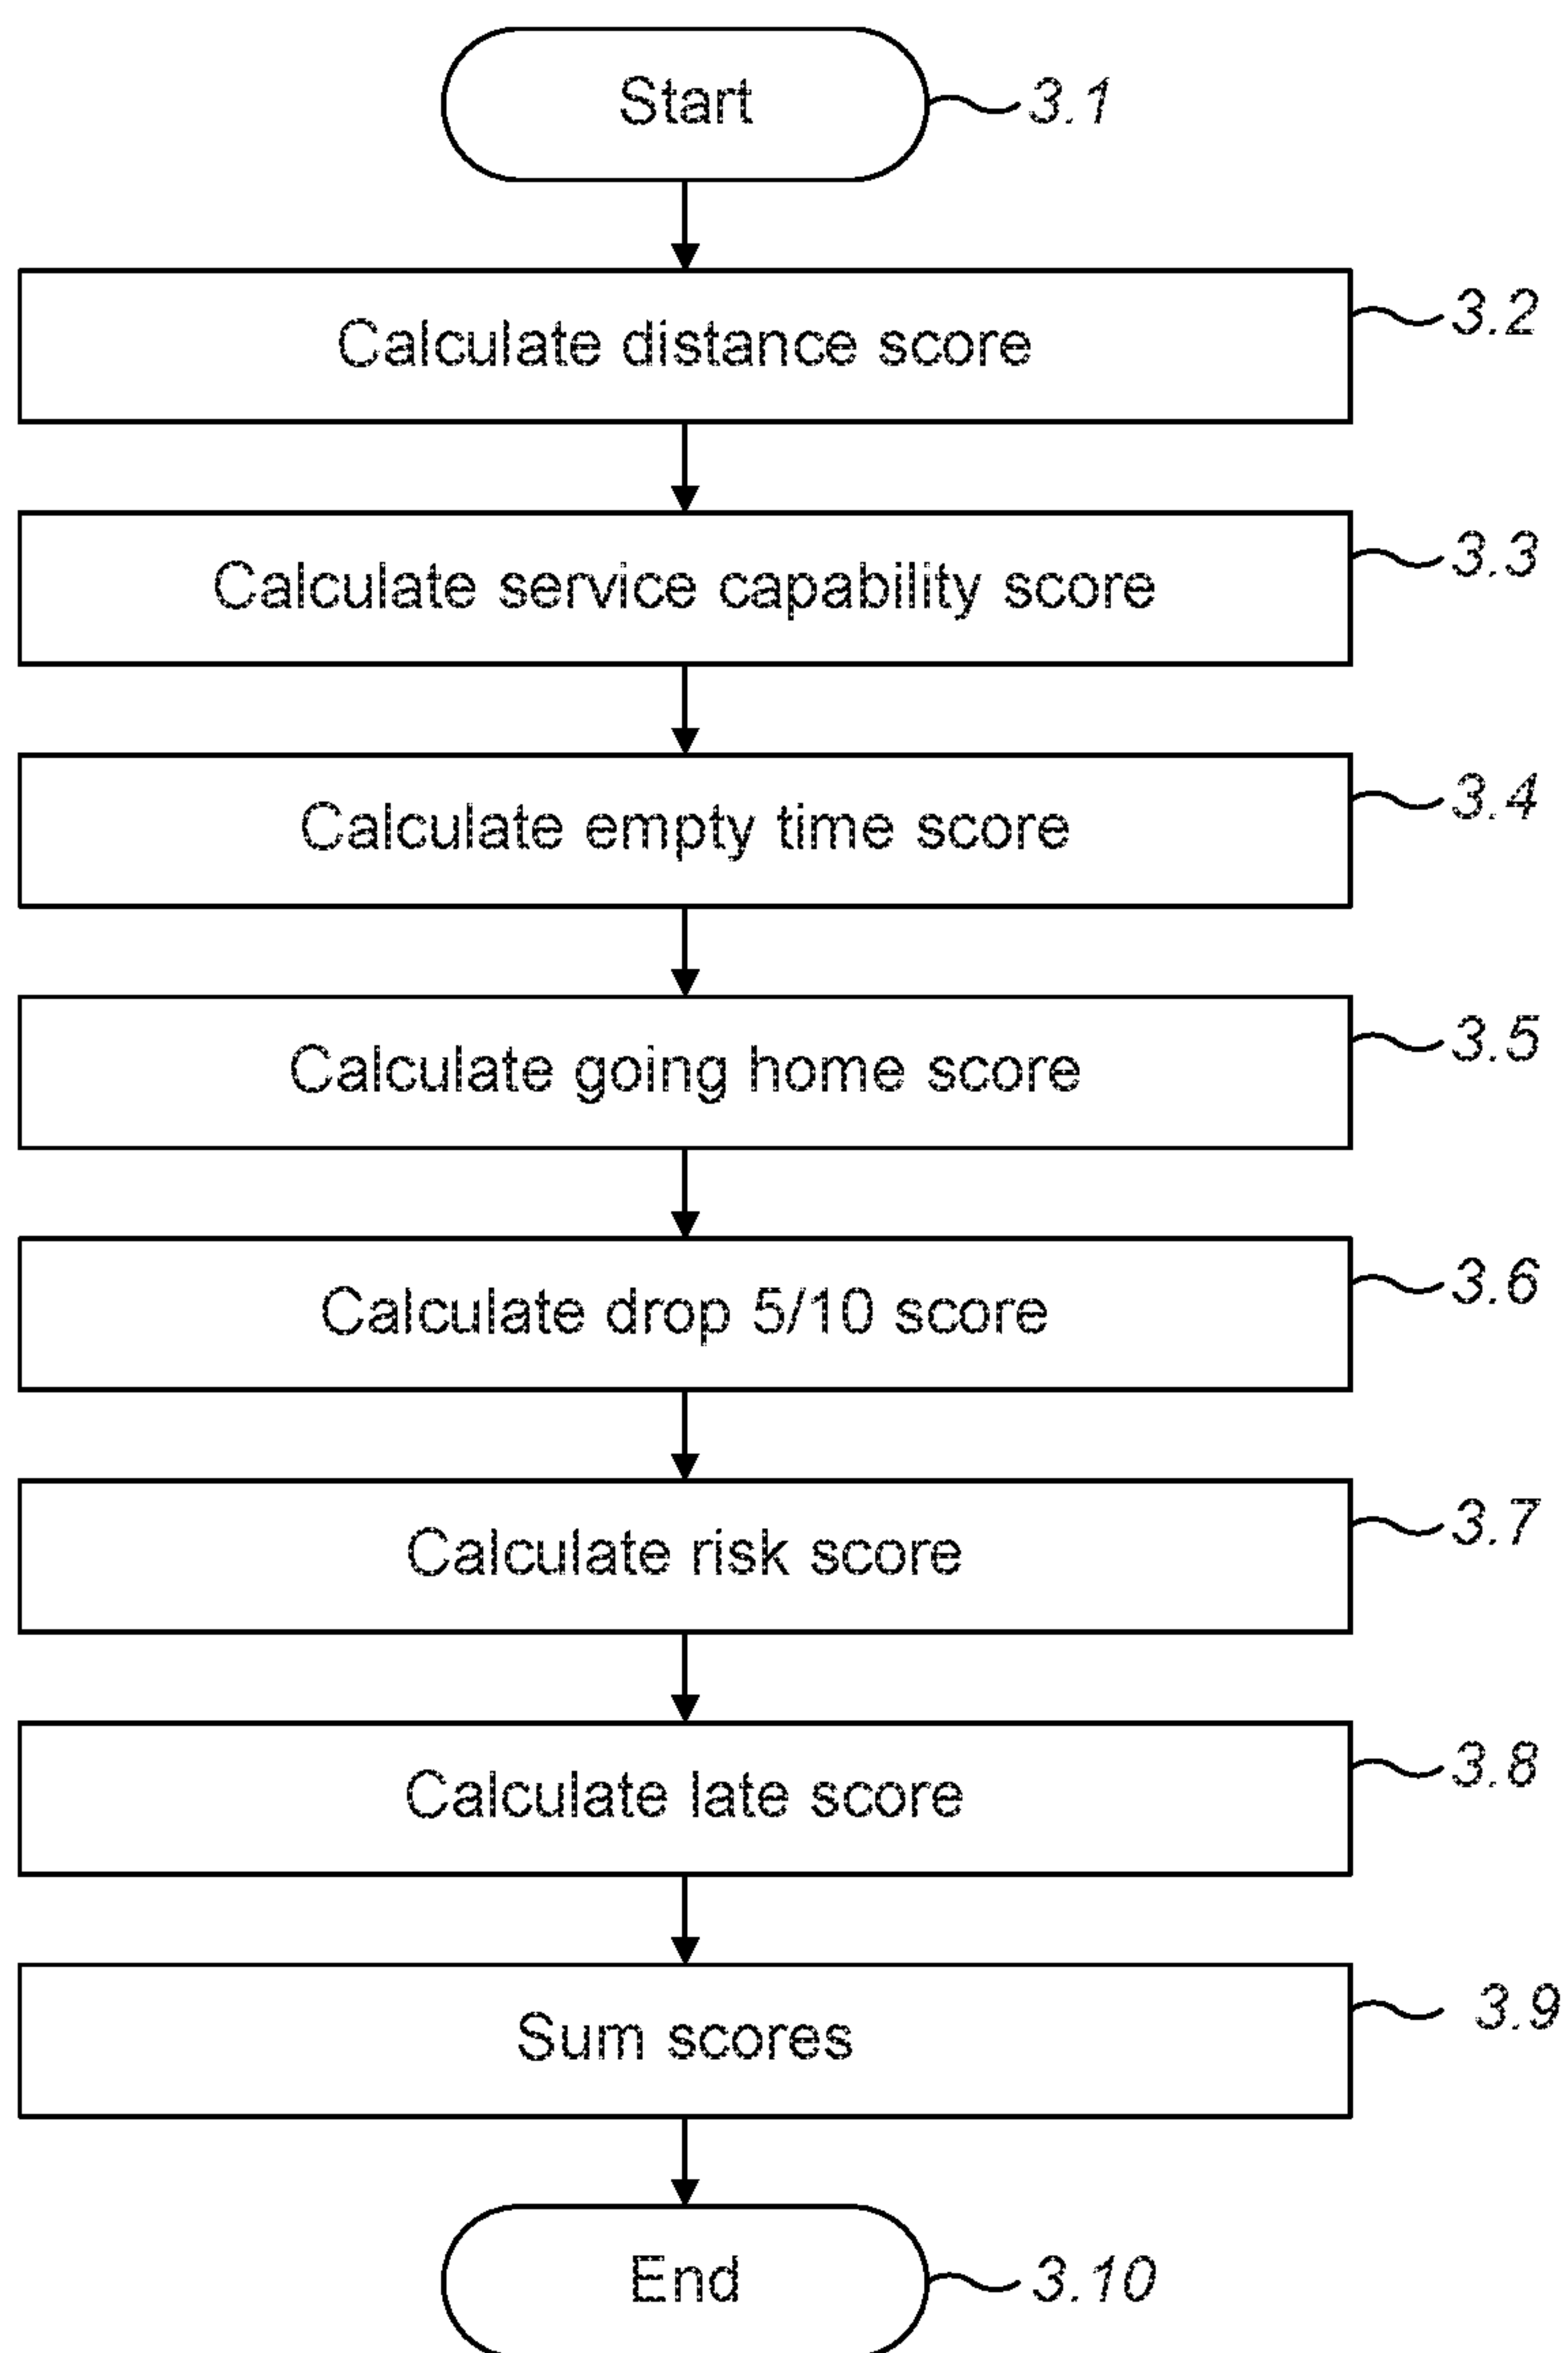 Start 3.1
Calculate distance score 3.2
Calculate service capability score 3.3
Calculate empty time score 3.4
Calculate going home score 3.5
Calculate drop 5/10 score 3.6
Calculate risk score 3.7
Calculate late score 3.8
Sum scores 3.9
End 3.10